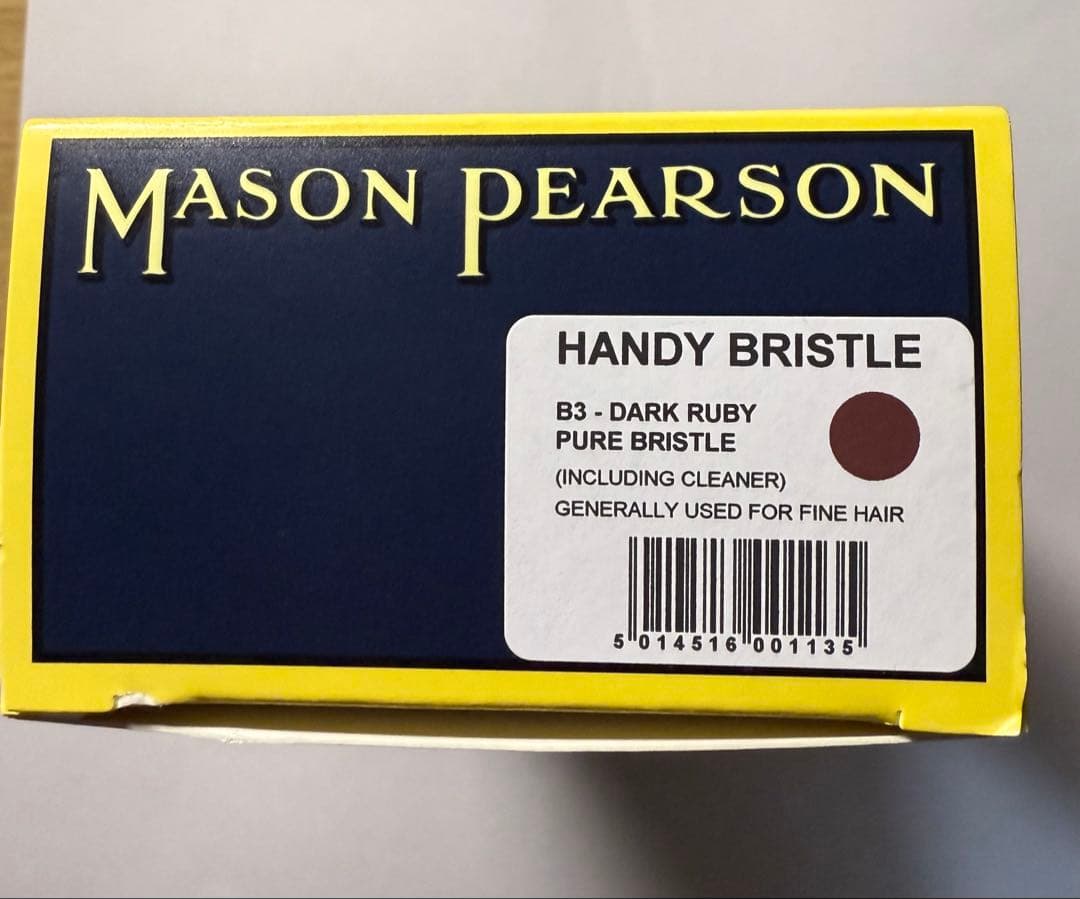 MASON PEARSON
HANDY BRISTLE
B3 - DARK RUBY
PURE BRISTLE
(INCLUDING CLEANER)
GENERALLY USED FOR FINE HAIR
5 014516 001135